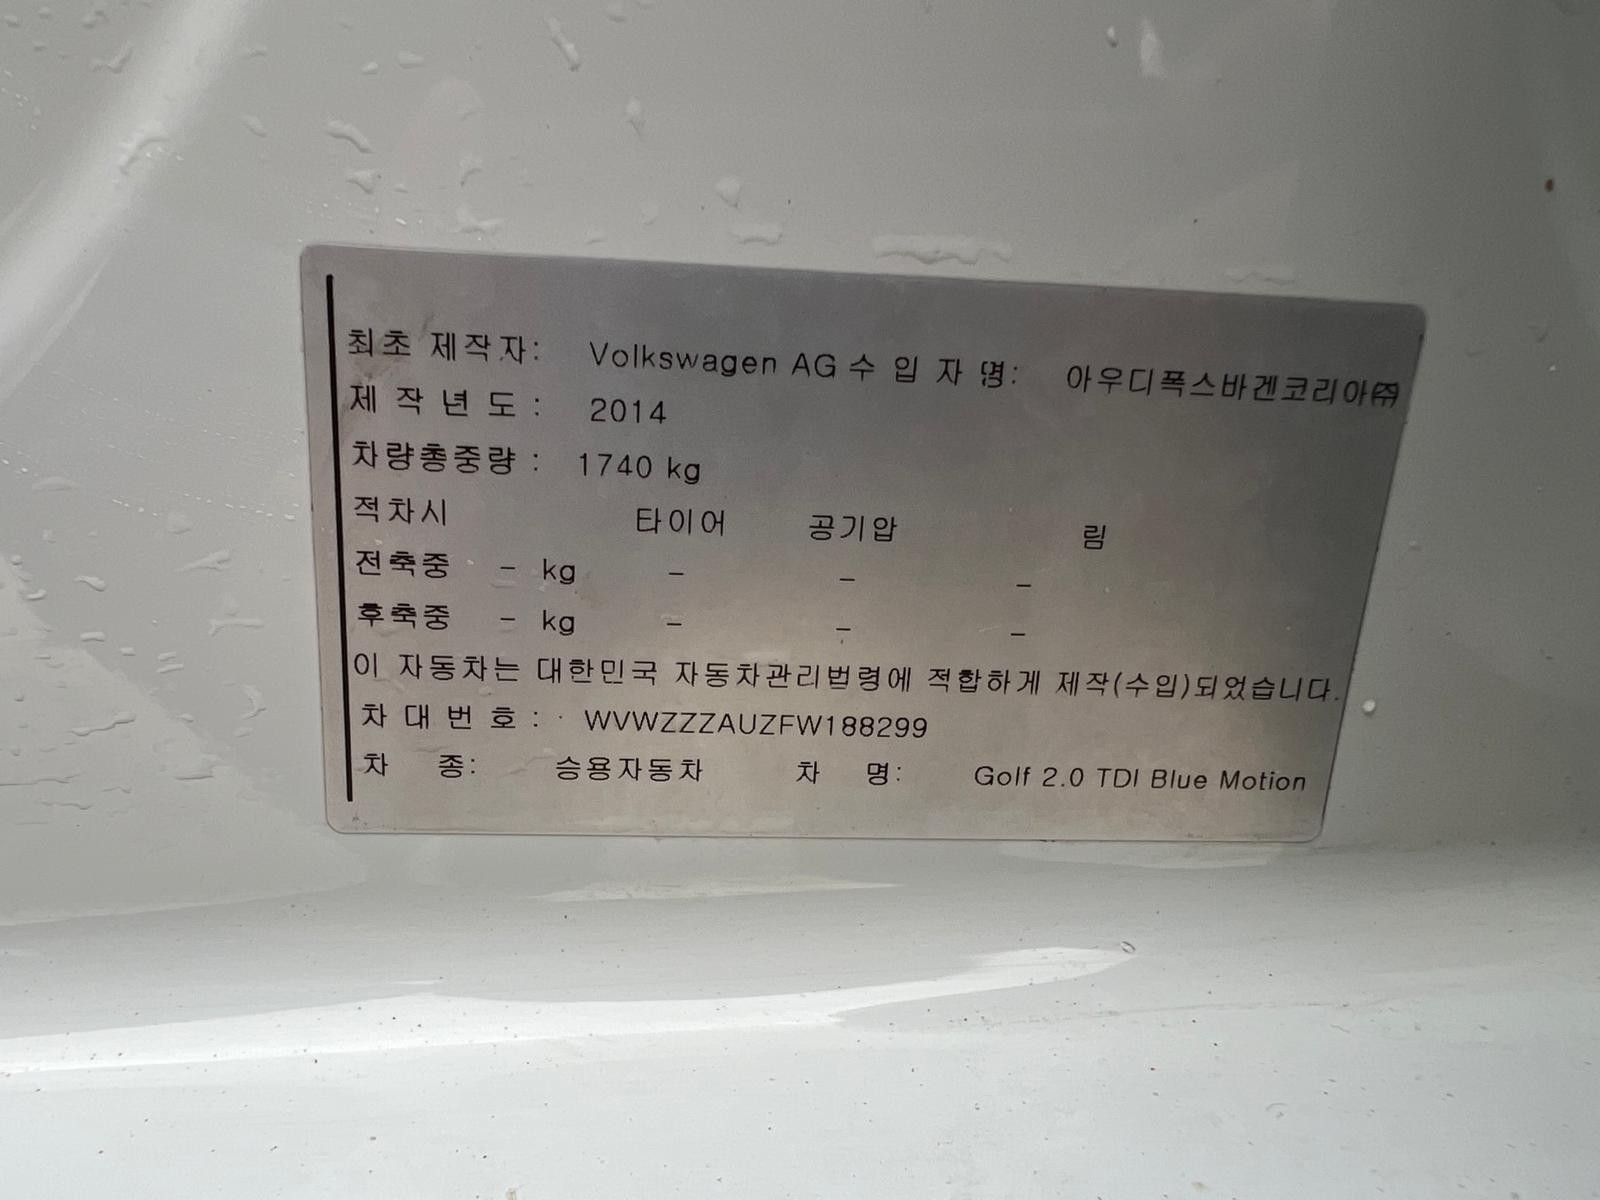 최초 제작자: Volkswagen AG 수 입 자 명: 아우디폭스바겐코리아㈜
제 작 년 도 : 2014
차량총중량 : 1740 kg
적차시 타이어 공기압 림
전축중 - kg - - -
후축중 - kg - - -
이 자동차는 대한민국 자동차관리법령에 적합하게 제작(수입)되었습니다.
차 대 번 호 : WVWZZZAUZFW188299
차 종: 승용자동차 차 명: Golf 2.0 TDI Blue Motion